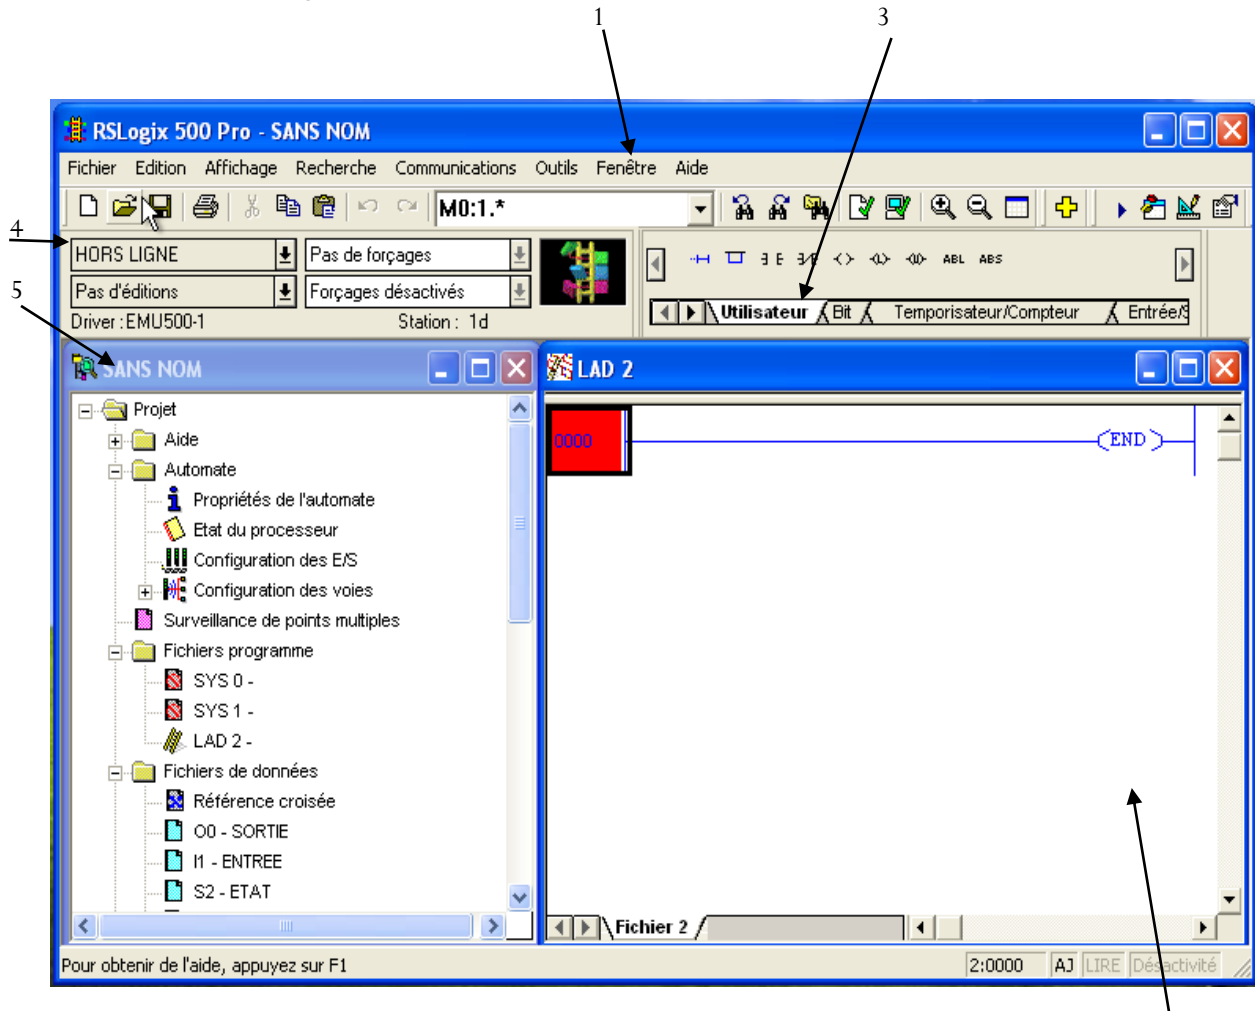 1
3
RSLogix 500 Pro - SANS NOM
Fichier Edition Affichage Recherche Communications Outils Fenêtre Aide
M0:1.*
4
HORS LIGNE Pas de forçages
ABL ABS
5
Pas d'éditions Forçages désactivés
Utilisateur Bit Temporisateur/Compteur Entrée/S
Driver : EMU500-1 Station : 1d
SANS NOM
LAD 2
Projet
Aide
Automate
Propriétés de l'automate
Etat du processeur
Configuration des E/S
Configuration des voies
Surveillance de points multiples
Fichiers programme
SYS 0 -
SYS 1 -
LAD 2 -
Fichiers de données
Référence croisée
O0 - SORTIE
I1 - ENTREE
S2 - ETAT
0000
END
Fichier 2
Pour obtenir de l'aide, appuyez sur F1
2:0000 AJ LIRE Désactivité